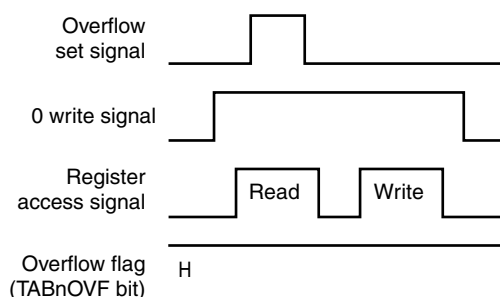 Overflow
set signal
0 write signal
Register
access signal
Read
Write
Overflow flag
(TABnOVF bit)
H